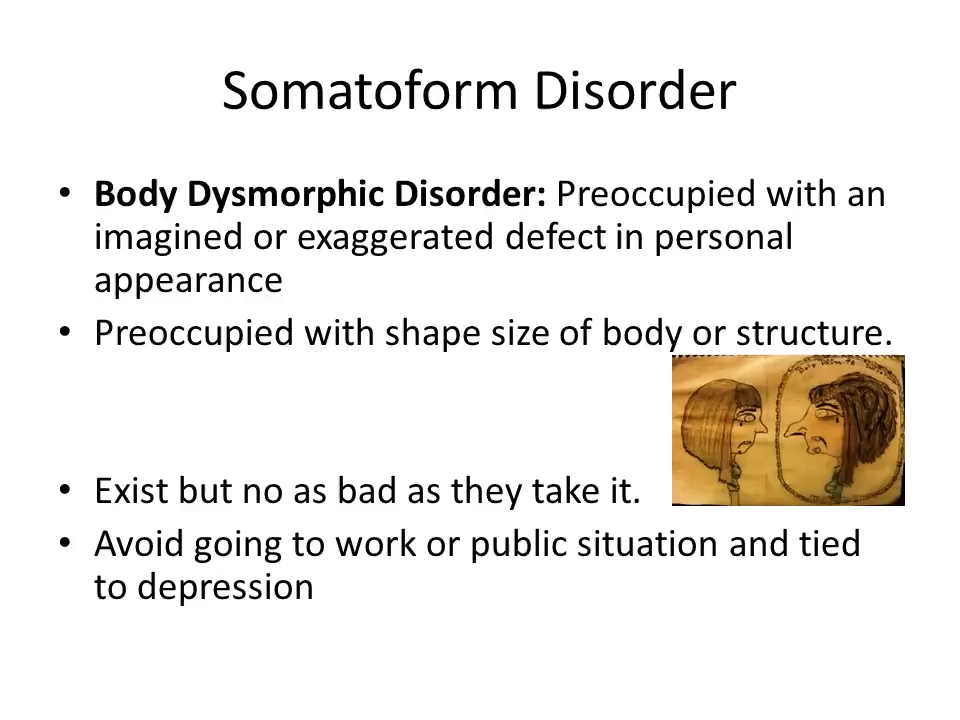 Somatoform Disorder
• Body Dysmorphic Disorder: Preoccupied with an
imagined or exaggerated defect in personal
appearance
• Preoccupied with shape size of body or structure.
• Exist but no as bad as they take it.
• Avoid going to work or public situation and tied
to depression